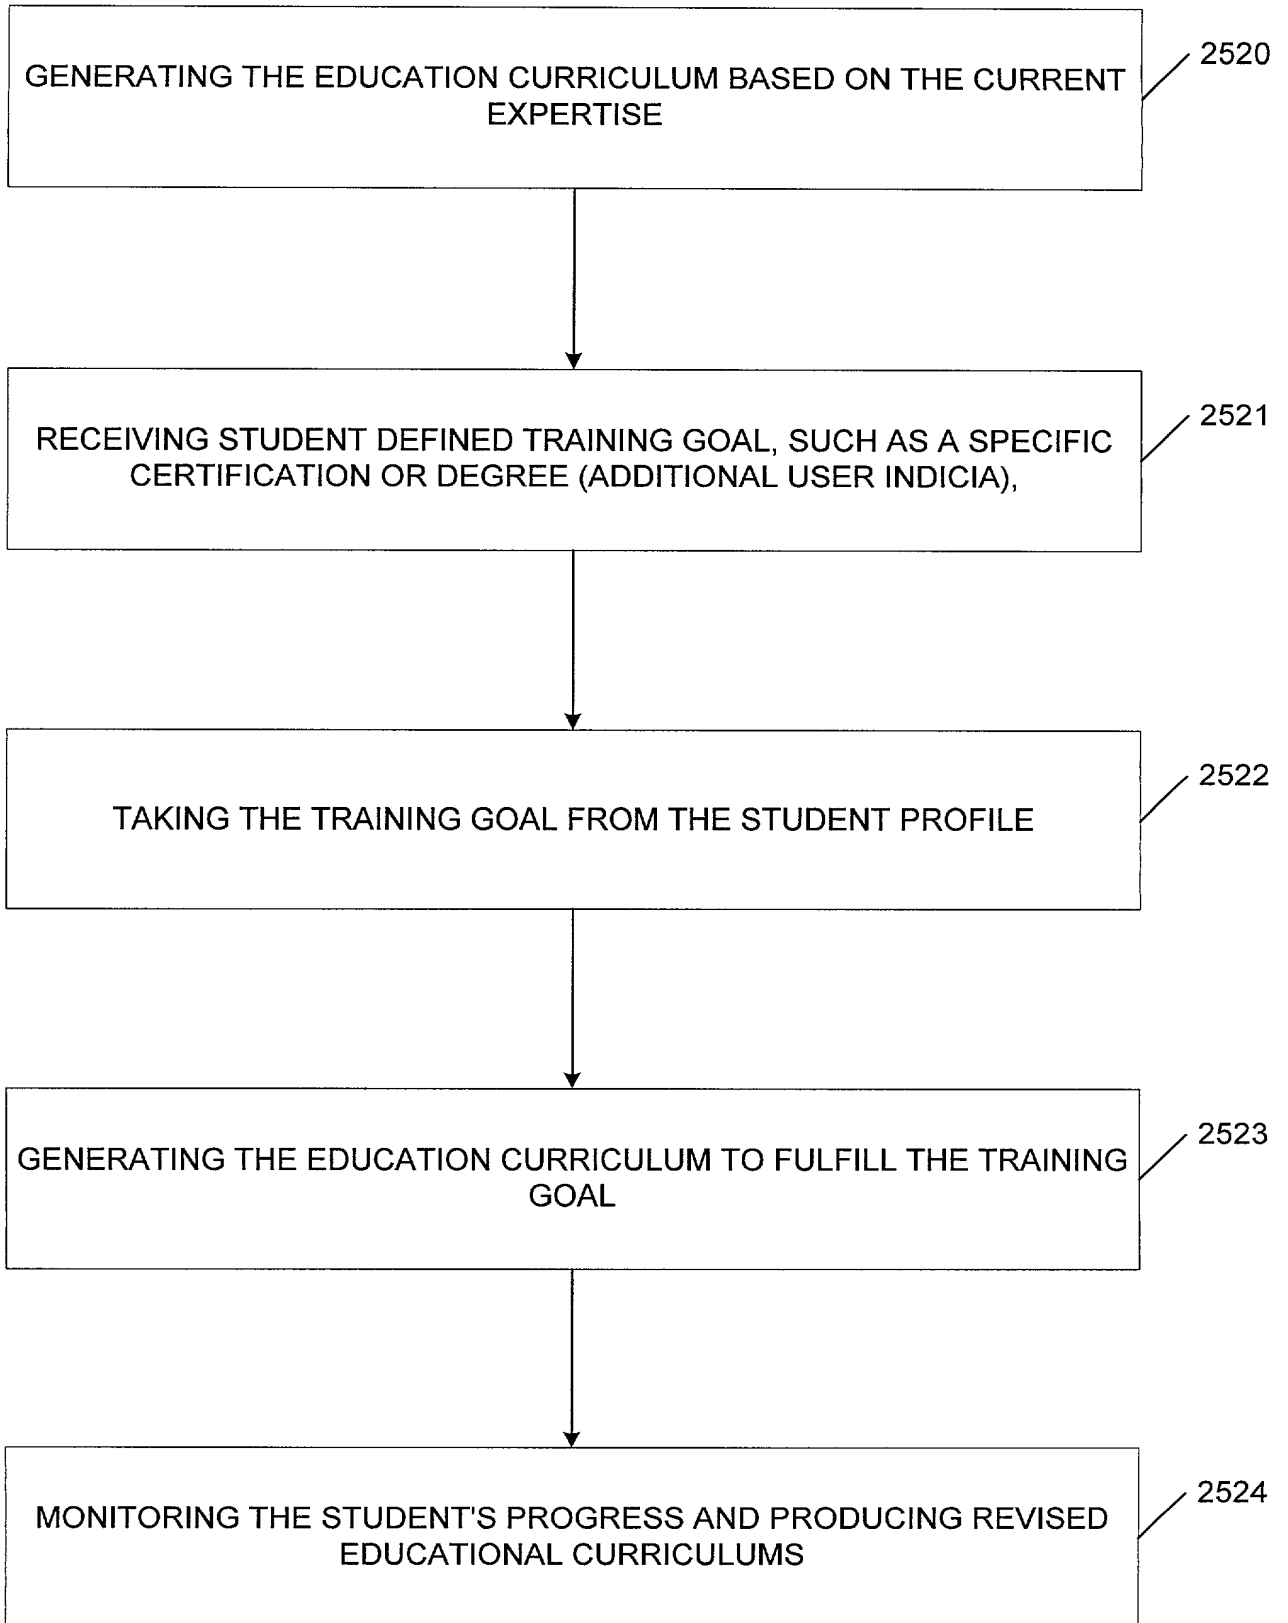 2520
GENERATING THE EDUCATION CURRICULUM BASED ON THE CURRENT
EXPERTISE
2521
RECEIVING STUDENT DEFINED TRAINING GOAL, SUCH AS A SPECIFIC
CERTIFICATION OR DEGREE (ADDITIONAL USER INDICIA),
2522
TAKING THE TRAINING GOAL FROM THE STUDENT PROFILE
2523
GENERATING THE EDUCATION CURRICULUM TO FULFILL THE TRAINING
GOAL
2524
MONITORING THE STUDENT'S PROGRESS AND PRODUCING REVISED
EDUCATIONAL CURRICULUMS